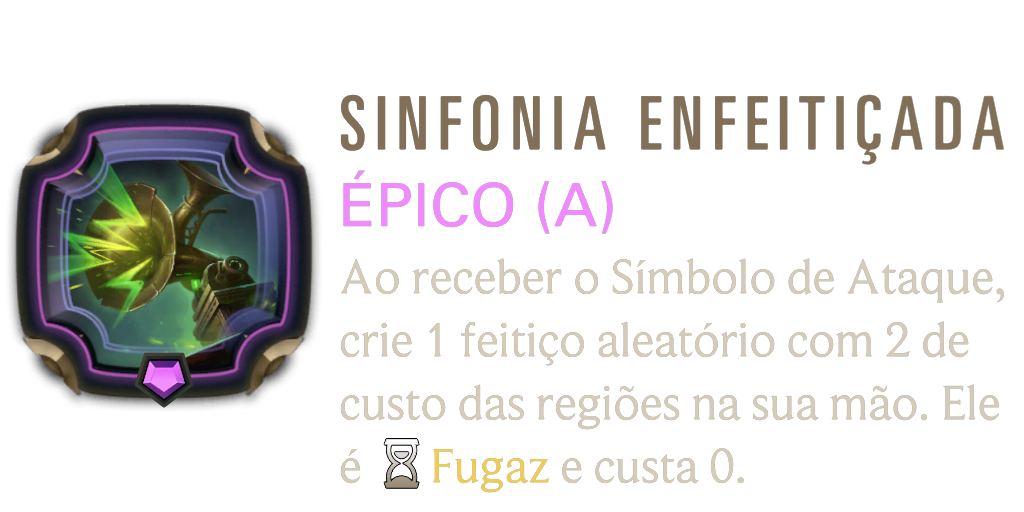 SINFONIA ENFEITIÇADA
ÉPICO (A)
Ao receber o Símbolo de Ataque,
crie 1 feitiço aleatório com 2 de
custo das regiões na sua mão. Ele
é Fugaz e custa 0.